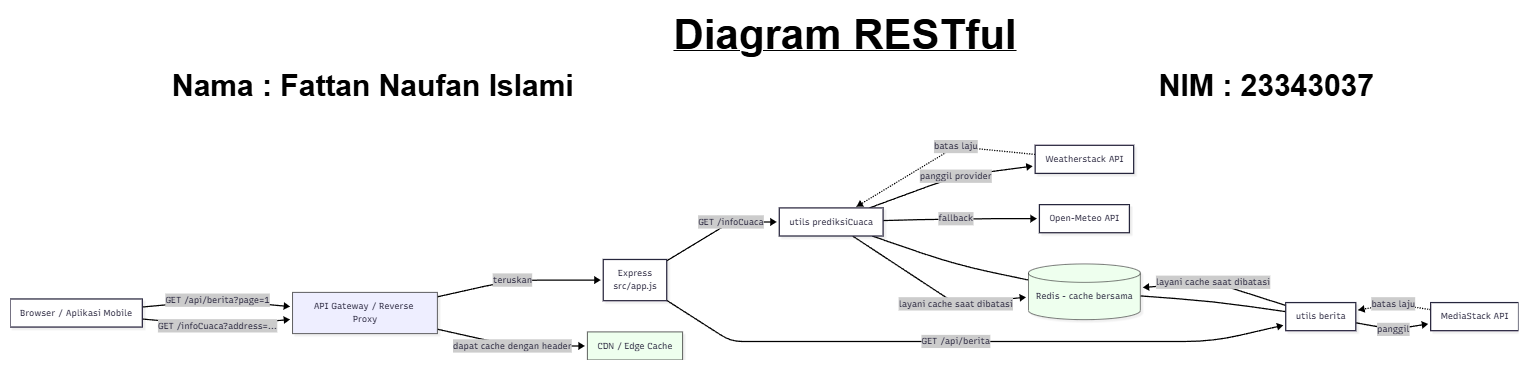 Diagram RESTful
Nama : Fattan Naufan Islami
NIM : 23343037
batas laju
Weatherstack API
panggil provider
GET /infoCuaca
utils prediksiCuaca
fallback
Open-Meteo API
teruskan
Express
src/app.js
Redis - cache bersama
layani cache saat dibatasi
layani cache saat dibatasi
GET /api/berita?page=1
Browser / Aplikasi Mobile
GET /infoCuaca?address=...
API Gateway / Reverse
Proxy
batas laju
utils berita
MediaStack API
panggil
dapat cache dengan header
CDN / Edge Cache
GET /api/berita